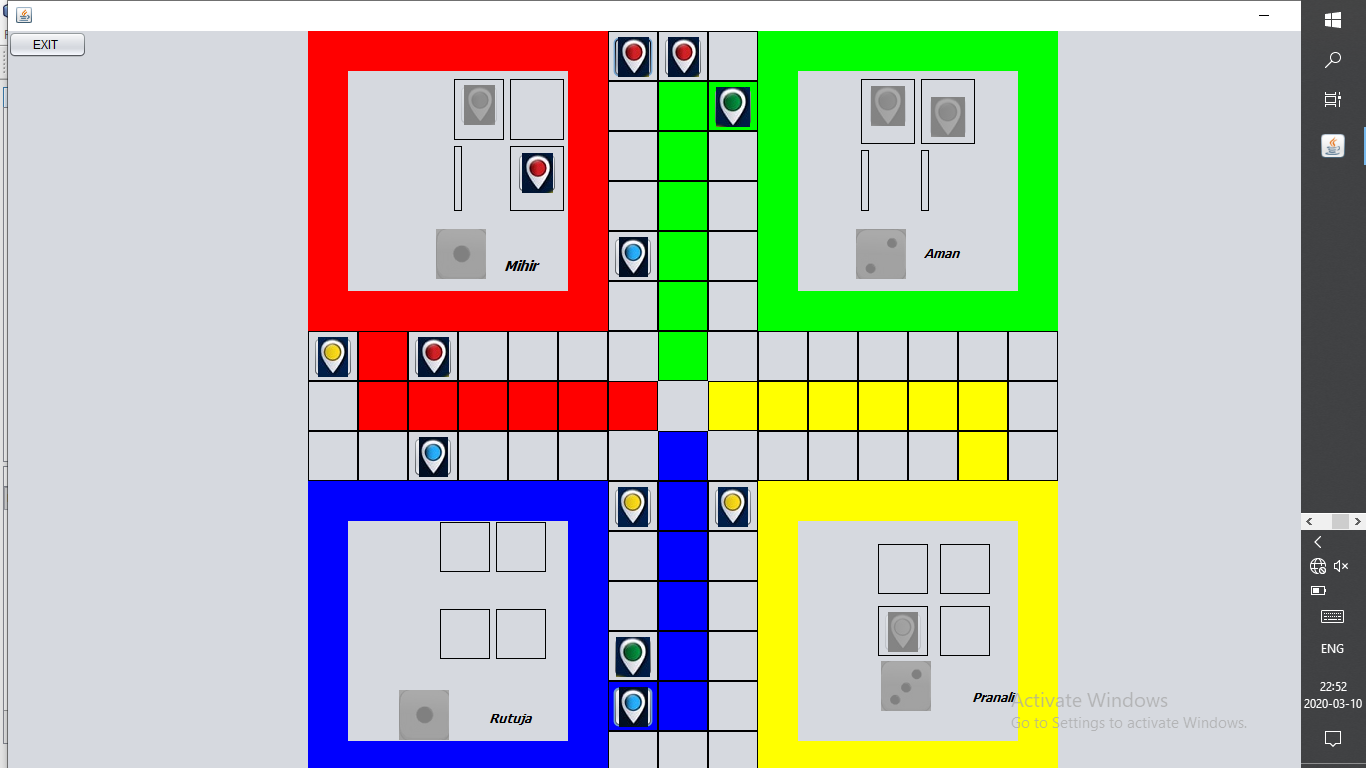 EXIT
Mihir
Aman
Rutuja
Pranali
Activate Windows
Go to Settings to activate Windows.
ENG
22:52
2020-03-10